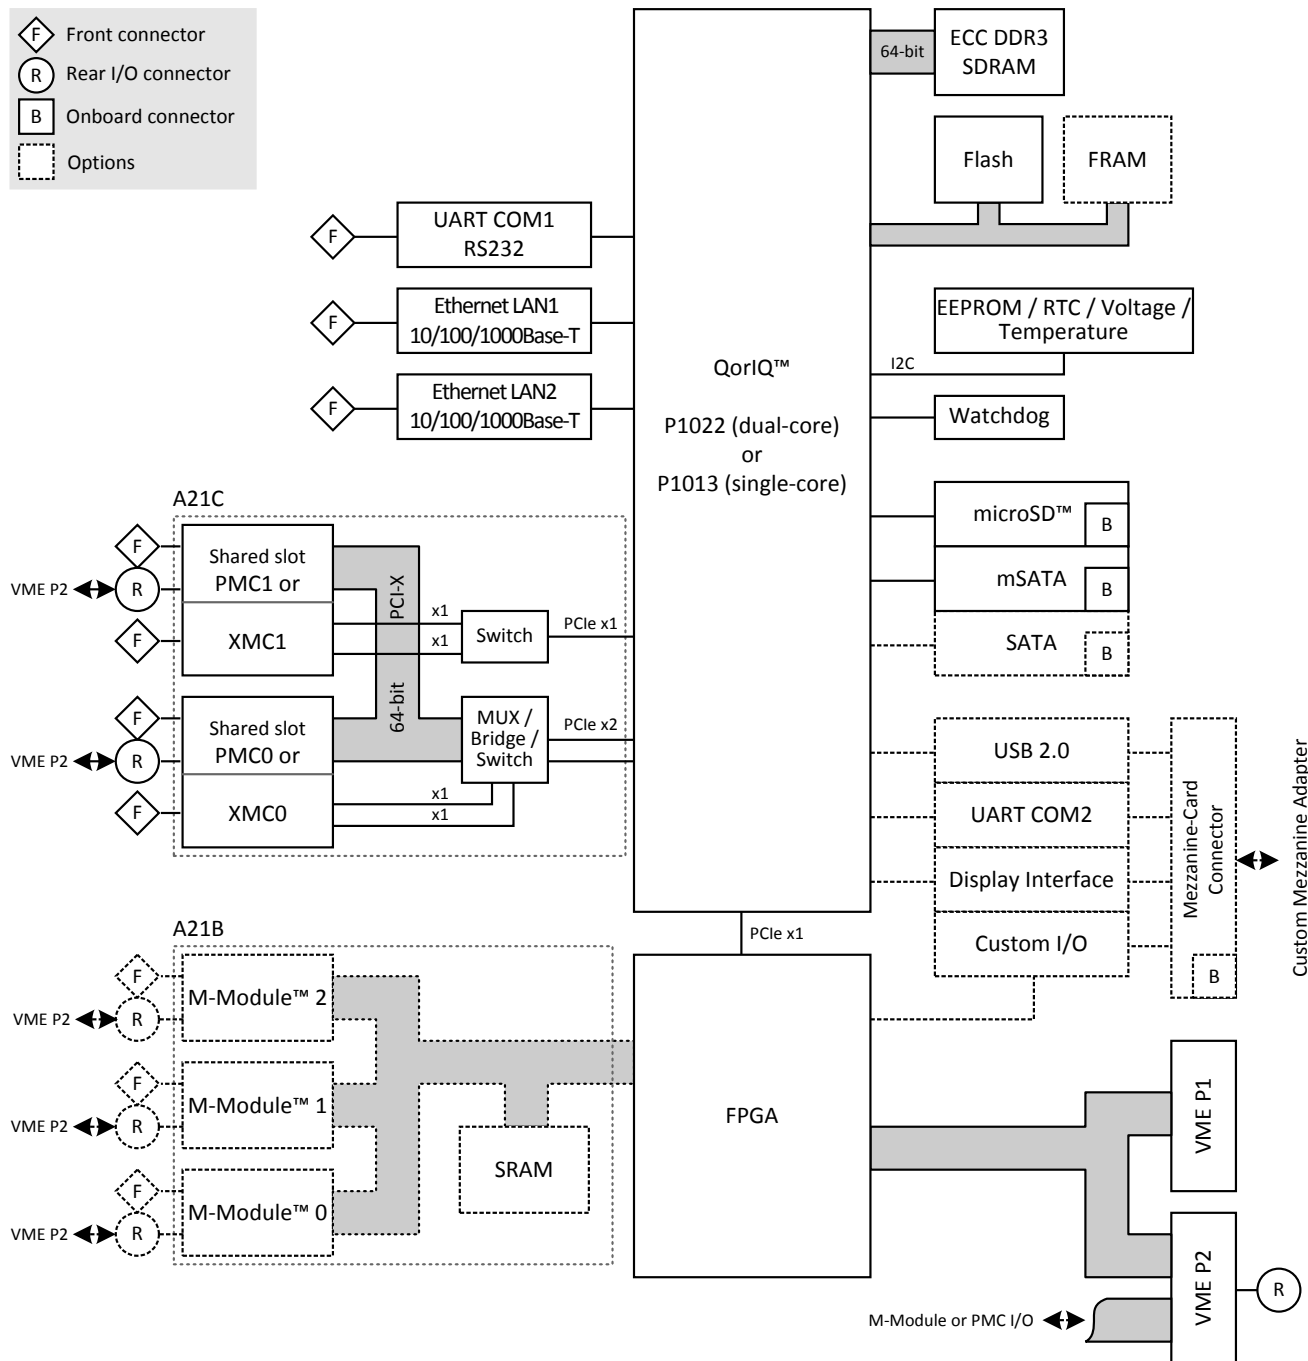 F
Front connector
R
Rear I/O connector
B
Onboard connector
Options
QorIQ™
P1022 (dual-core)
or
P1013 (single-core)
64-bit
ECC DDR3
SDRAM
Flash
FRAM
F
UART COM1
RS232
F
Ethernet LAN1
10/100/1000Base-T
F
Ethernet LAN2
10/100/1000Base-T
EEPROM / RTC / Voltage /
Temperature
I2C
Watchdog
microSD™
B
mSATA
B
SATA
B
A21C
F
VME P2
R
Shared slot
PMC1 or
F
XMC1
PCI-X
64-bit
x1
x1
Switch
PCIe x1
F
VME P2
R
Shared slot
PMC0 or
F
XMC0
x1
x1
MUX /
Bridge /
Switch
PCIe x2
USB 2.0
UART COM2
Display Interface
Custom I/O
Mezzanine-Card
Connector
B
Custom Mezzanine Adapter
PCIe x1
A21B
F
VME P2
R
M-Module™ 2
F
VME P2
R
M-Module™ 1
F
VME P2
R
M-Module™ 0
SRAM
FPGA
VME P1
VME P2
R
M-Module or PMC I/O